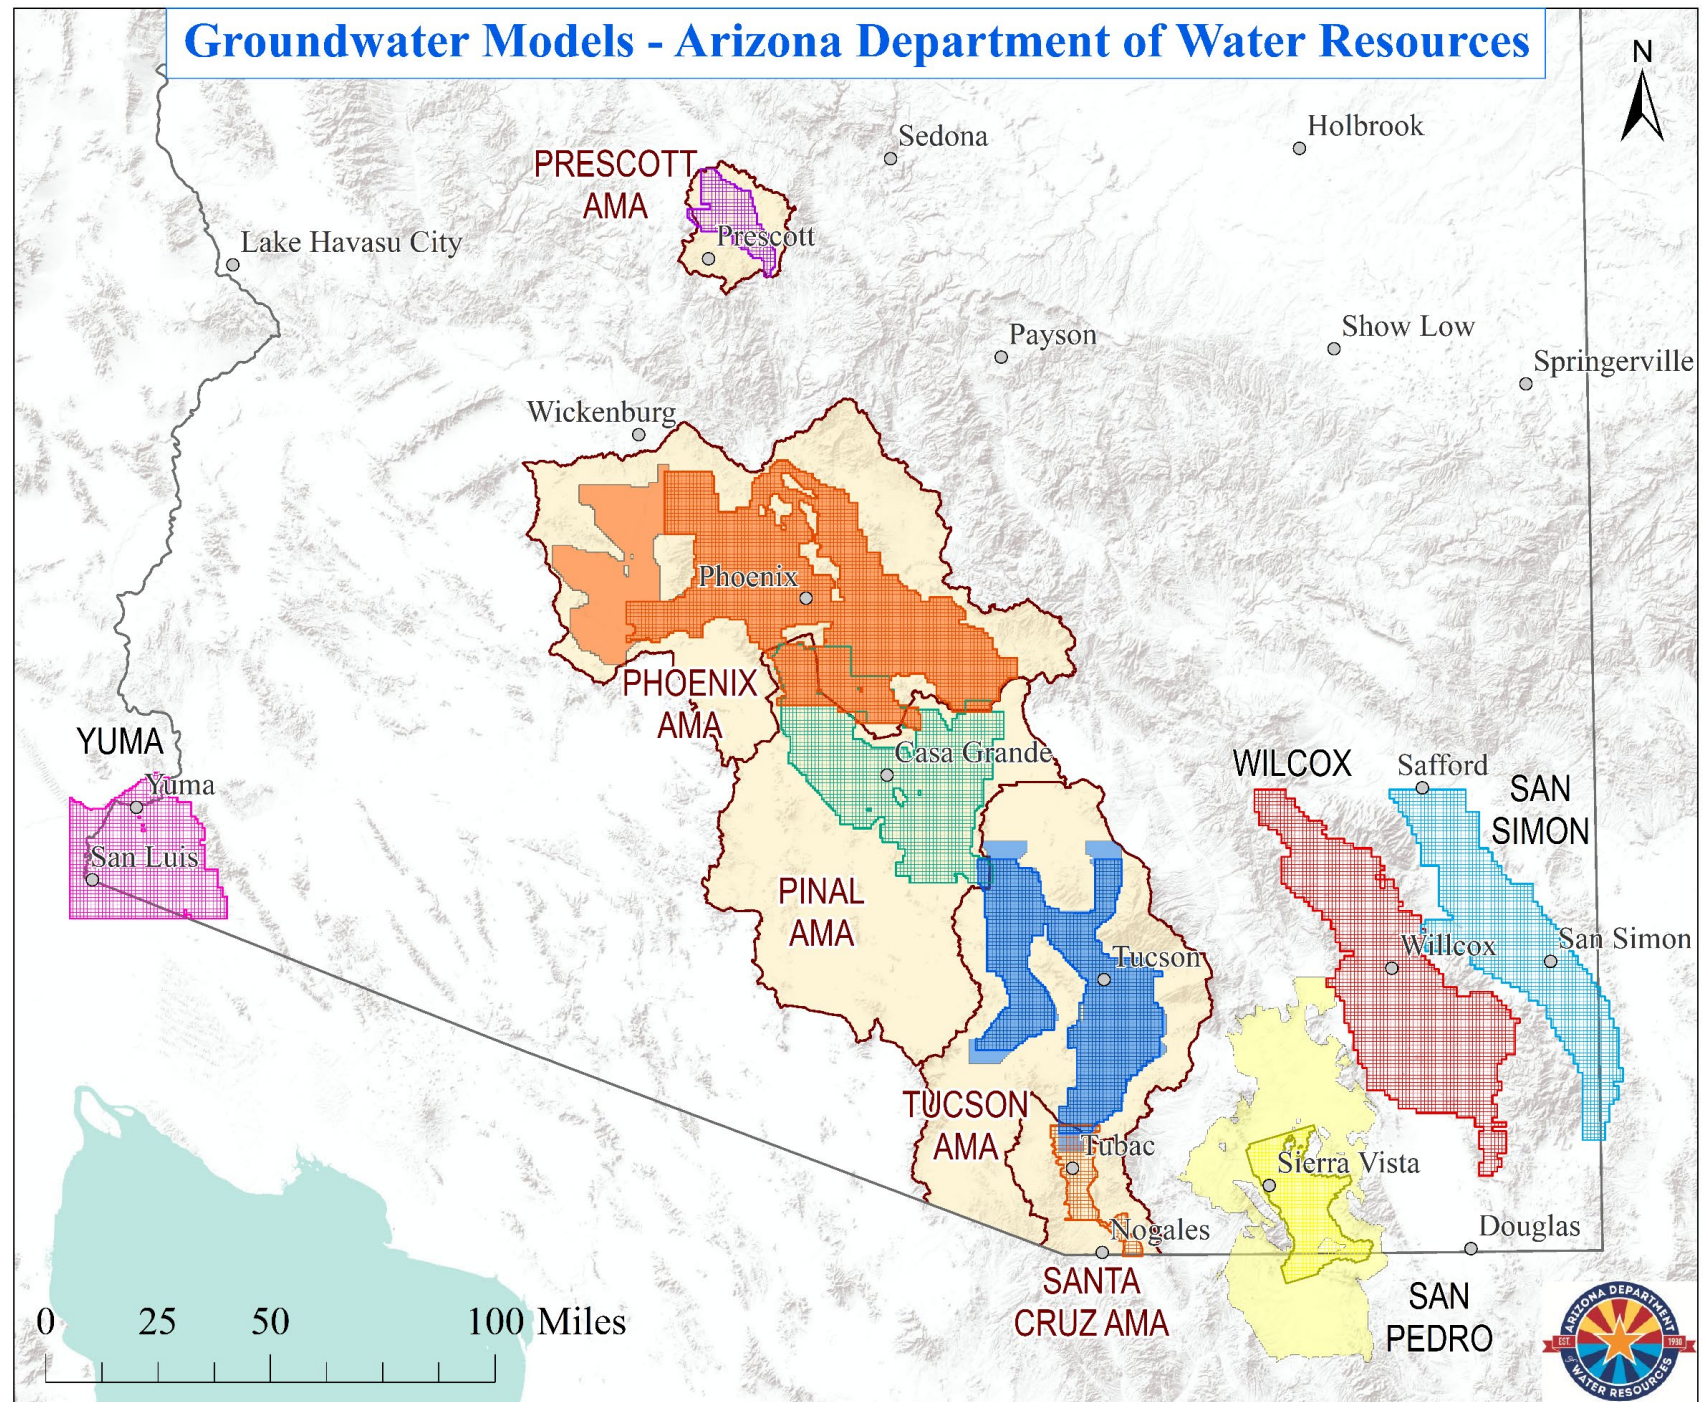 Groundwater Models - Arizona Department of Water Resources
N
Sedona
Holbrook
PRESCOTT
AMA
Prescott
Lake Havasu City
Payson
Show Low
Springerville
Wickenburg
Phoenix
PHOENIX
AMA
YUMA
Yuma
San Luis
Casa Grande
WILCOX
Safford
SAN
SIMON
PINAL
AMA
Willcox
San Simon
Tucson
TUCSON
AMA
Tubac
Sierra Vista
Nogales
Douglas
SANTA
CRUZ AMA
SAN
PEDRO
0 25 50 100 Miles
ARIZONA DEPARTMENT
EST. 1980
of WATER RESOURCES